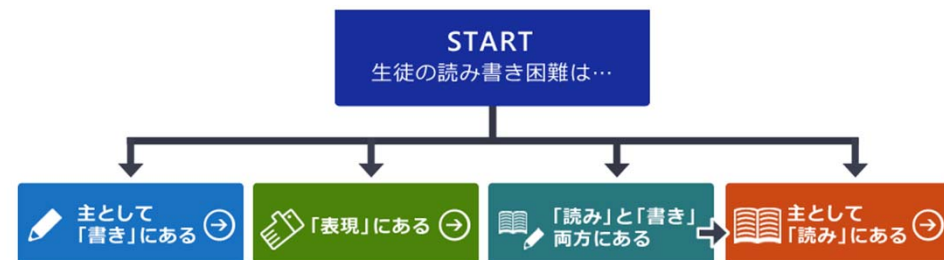 START
生徒の読み書き困難は…
主として
「書き」にある
「表現」にある
「読み」と「書き」
両方にある
主として
「読み」にある